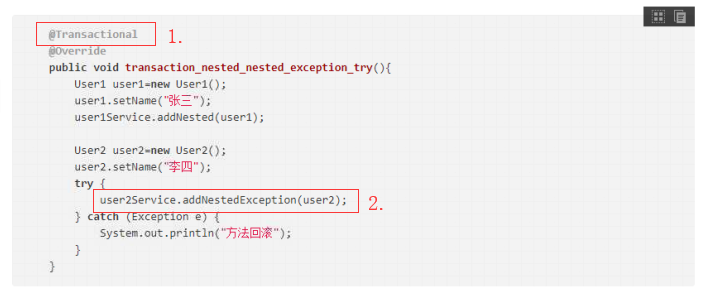 @Transactional 1.
@Override
public void transaction_nested_nested_exception_try(){
User1 user1=new User1();
user1.setName("张三");
user1Service.addNested(user1);
User2 user2=new User2();
user2.setName("李四");
try {
user2Service.addNestedException(user2); 2.
} catch (Exception e) {
System.out.println("方法回滚");
}
}